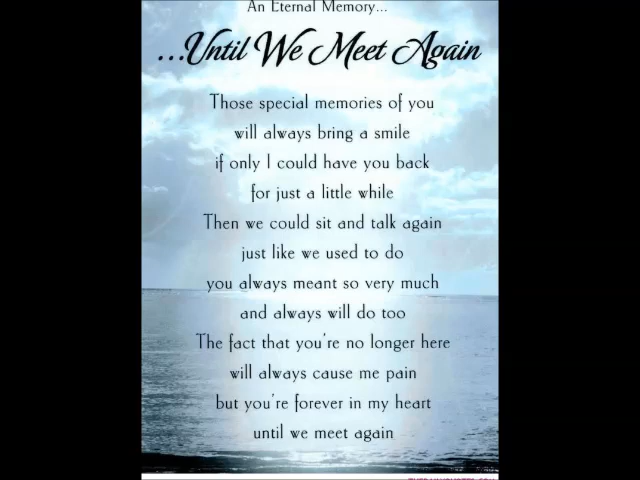 An Eternal Memory...
...Until We Meet Again
Those special memories of you
will always bring a smile
if only I could have you back
for just a little while
Then we could sit and talk again
just like we used to do
you always meant so very much
and always will do too
The fact that you're no longer here
will always cause me pain
but you're forever in my heart
until we meet again